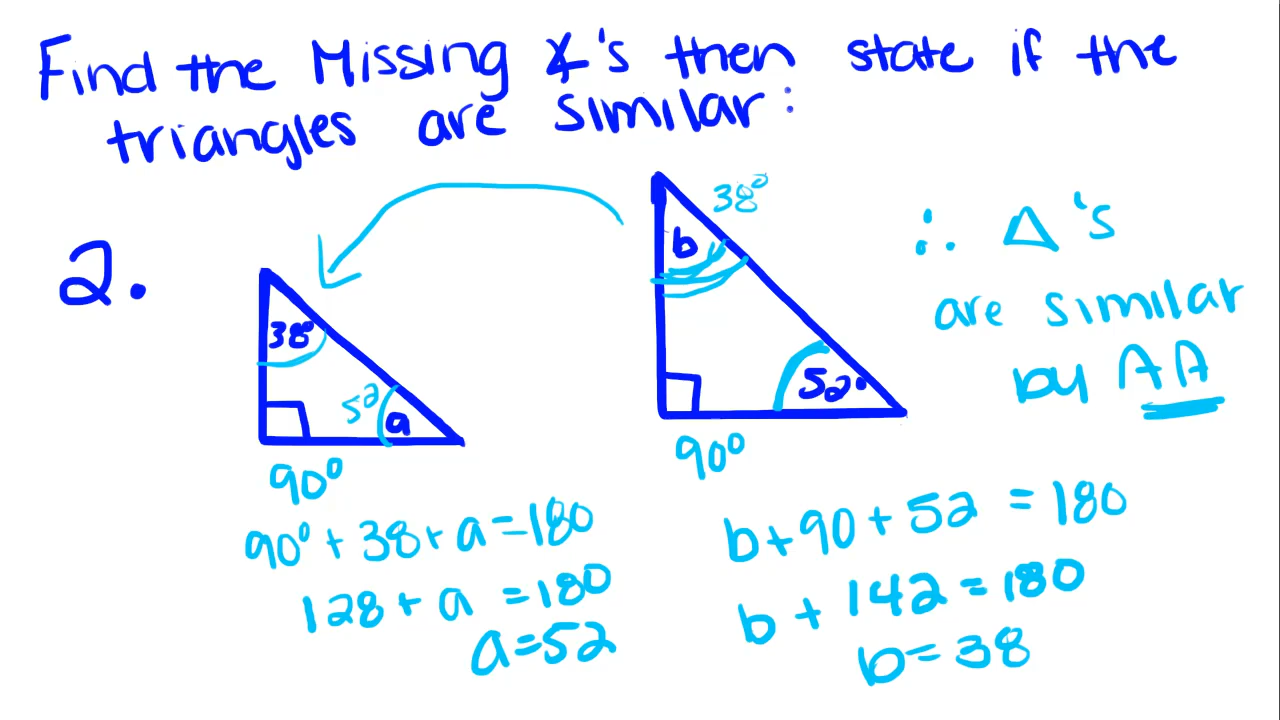 Find the Missing ∡'s then state if the
triangles are similar:
2.
38°
52°
a
90°
38°
b
52°
90°
∴ Δ's
are similar
by AA
90° + 38 + a = 180
128 + a = 180
a = 52
b + 90 + 52 = 180
b + 142 = 180
b = 38